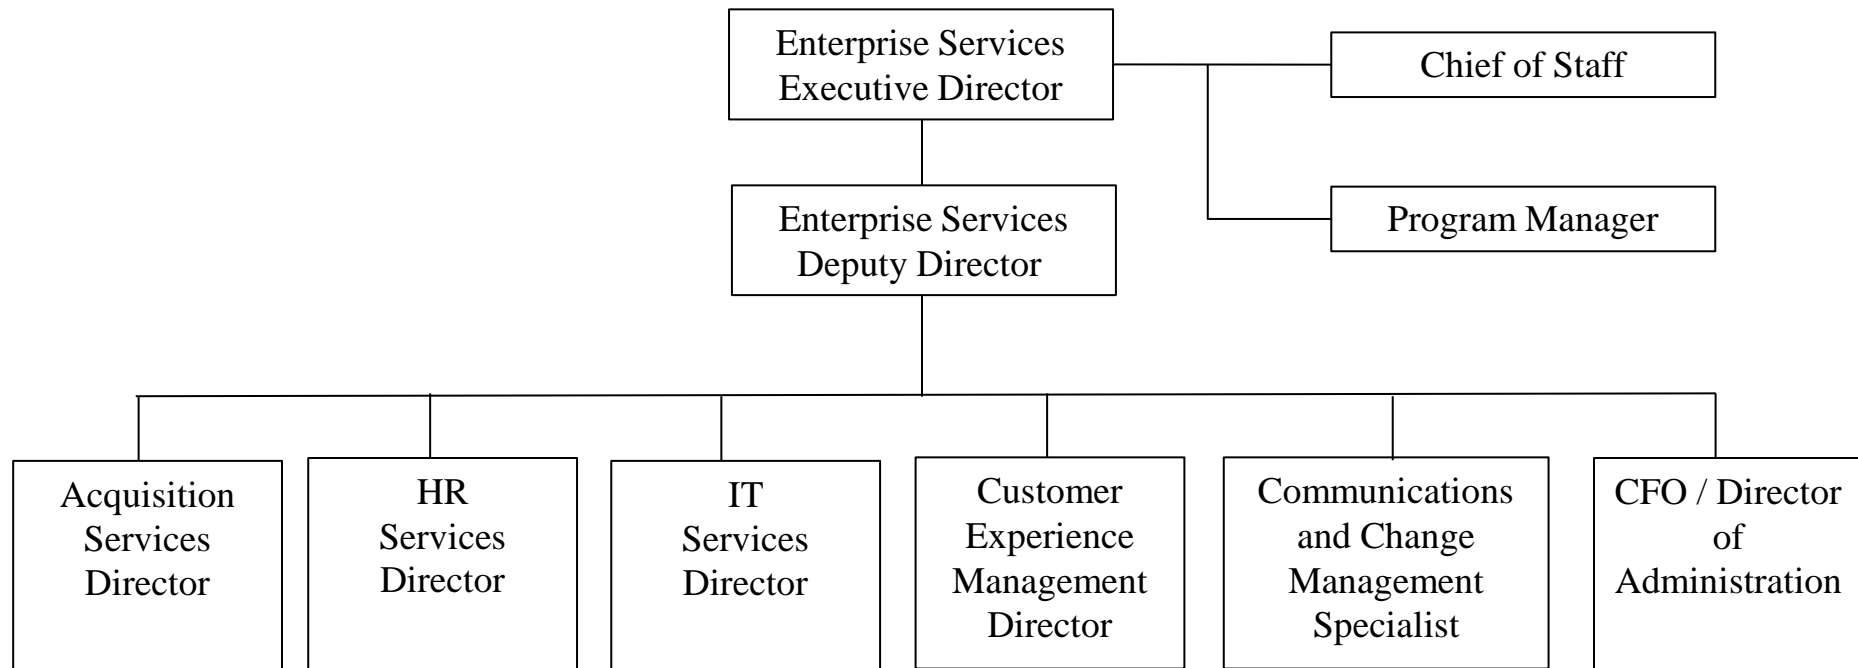 Enterprise Services
Executive Director
Chief of Staff
Enterprise Services
Deputy Director
Program Manager
Acquisition
Services
Director
HR
Services
Director
IT
Services
Director
Customer
Experience
Management
Director
Communications
and Change
Management
Specialist
CFO / Director
of
Administration